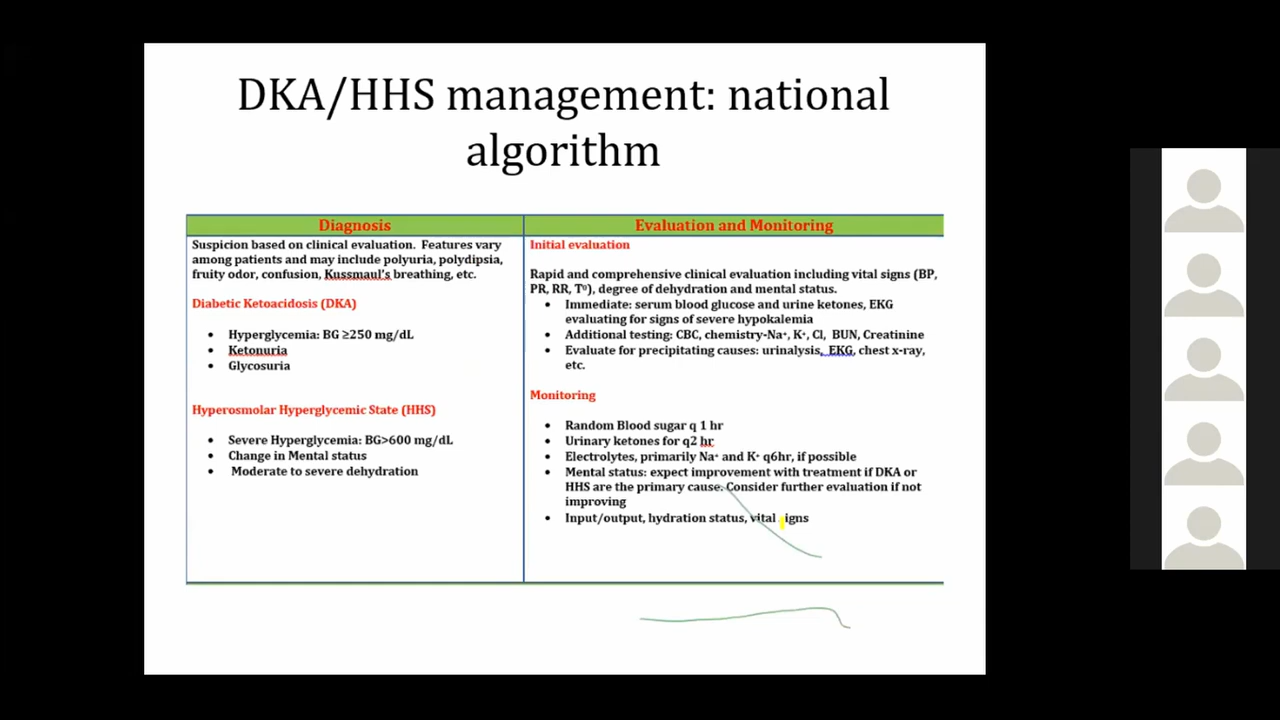 DKA/HHS management: national
algorithm
Diagnosis
Suspicion based on clinical evaluation. Features vary
among patients and may include polyuria, polydipsia,
fruity odor, confusion, Kussmaul's breathing, etc.
Diabetic Ketoacidosis (DKA)
• Hyperglycemia: BG ≥250 mg/dL
• Ketonuria
• Glycosuria
Hyperosmolar Hyperglycemic State (HHS)
• Severe Hyperglycemia: BG>600 mg/dL
• Change in Mental status
• Moderate to severe dehydration
Evaluation and Monitoring
Initial evaluation
Rapid and comprehensive clinical evaluation including vital signs (BP,
PR, RR, T⁰), degree of dehydration and mental status.
• Immediate: serum blood glucose and urine ketones, EKG
evaluating for signs of severe hypokalemia
• Additional testing: CBC, chemistry-Na⁺, K⁺, Cl, BUN, Creatinine
• Evaluate for precipitating causes: urinalysis, EKG, chest x-ray,
etc.
Monitoring
• Random Blood sugar q 1 hr
• Urinary ketones for q2 hr
• Electrolytes, primarily Na⁺ and K⁺ q6hr, if possible
• Mental status: expect improvement with treatment if DKA or
HHS are the primary cause. Consider further evaluation if not
improving
• Input/output, hydration status, vital signs